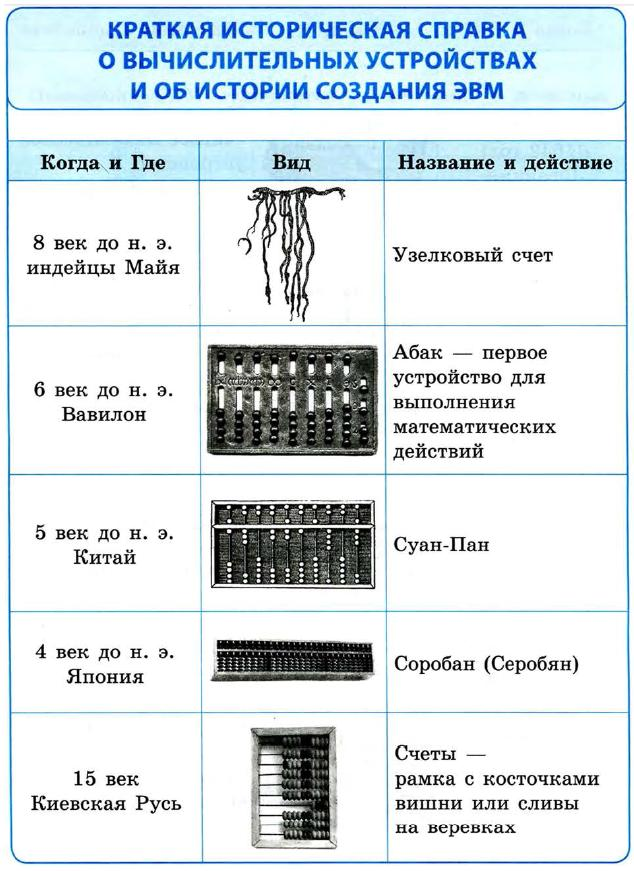 КРАТКАЯ ИСТОРИЧЕСКАЯ СПРАВКА
О ВЫЧИСЛИТЕЛЬНЫХ УСТРОЙСТВАХ
И ОБ ИСТОРИИ СОЗДАНИЯ ЭВМ
Когда и Где
Вид
Название и действие
8 век до н. э.
индейцы Майя
Узелковый счет
6 век до н. э.
Вавилон
Абак — первое
устройство для
выполнения
математических
действий
5 век до н. э.
Китай
Суан-Пан
4 век до н. э.
Япония
Соробан (Серобян)
15 век
Киевская Русь
Счеты —
рамка с косточками
вишни или сливы
на веревках